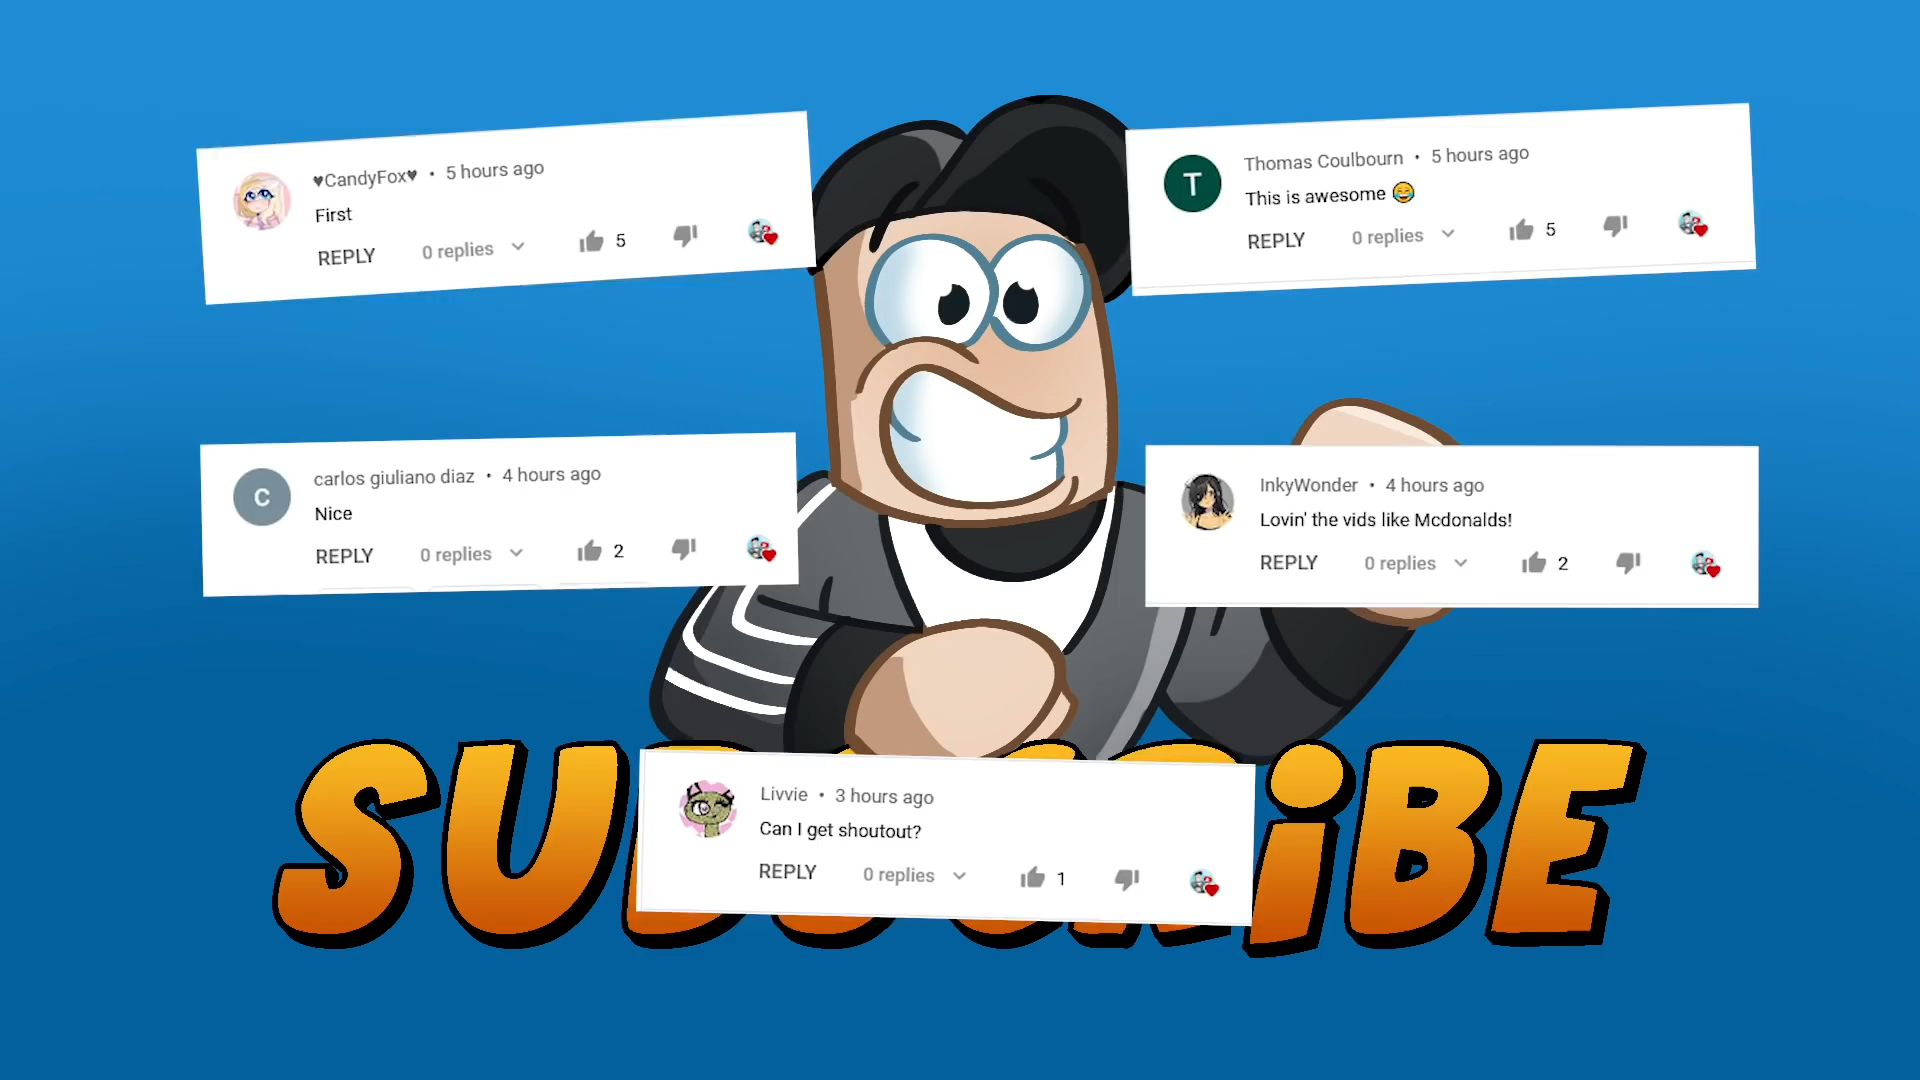 ♥CandyFox♥ • 5 hours ago
First
REPLY 0 replies 5
T
Thomas Coulbourn • 5 hours ago
This is awesome 😂
REPLY 0 replies 5
C
carlos giuliano diaz • 4 hours ago
Nice
REPLY 0 replies 2
InkyWonder • 4 hours ago
Lovin' the vids like Mcdonalds!
REPLY 0 replies 2
Livvie • 3 hours ago
Can I get shoutout?
REPLY 0 replies 1
SUBSCRiBE